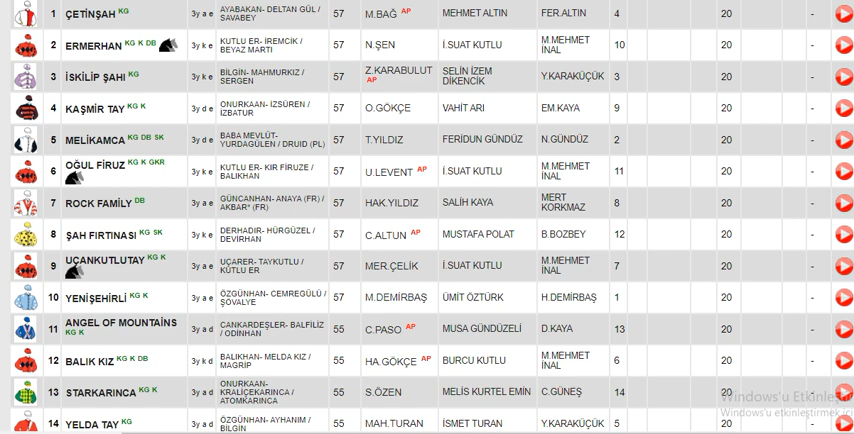 1 ÇETİNŞAH KG 3y a e AYABAKAN- DELTAN GÜL / SAVABEY 57 M.BAĞ AP MEHMET ALTIN FER.ALTIN 4 20 -
2 ERMERHAN KG K DB 3y k e KUTLU ER- İREMCİK / BEYAZ MARTI 57 N.ŞEN İ.SUAT KUTLU M.MEHMET İNAL 10 20 -
3 İSKİLİP ŞAHI KG 3y k e BİLGİN- MAHMURKIZ / SERGEN 57 Z.KARABULUT AP SELİN İZEM DİKENCİK Y.KARAKÜÇÜK 3 20 -
4 KAŞMİR TAY KG K 3y d e ONURKAAN- IZSÜREN / İZBATUR 57 O.GÖKÇE VAHİT ARI EM.KAYA 9 20 -
5 MELİKAMCA KG DB SK 3y d e BABA MEVLÜT- YURDAGÜLEN / DRUID (PL) 57 T.YILDIZ FERİDUN GÜNDÜZ N.GÜNDÜZ 2 20 -
6 OĞUL FİRUZ KG K GKR 3y k e KUTLU ER- KIR FİRUZE / BALIKHAN 57 U.LEVENT AP İ.SUAT KUTLU M.MEHMET İNAL 11 20 -
7 ROCK FAMİLY DB 3y a e GÜNCANHAN- ANAYA (FR) / AKBAR* (FR) 57 HAK.YILDIZ SALİH KAYA MERT KORKMAZ 8 20 -
8 ŞAH FIRTINASI KG SK 3y k e DERHADIR- HÜRGÜZEL / DEVİRHAN 57 C.ALTUN AP MUSTAFA POLAT B.BOZBEY 12 20 -
9 UÇANKUTLUTAY KG K 3y a e UÇARER- TAYKUTLU / KUTLU ER 57 MER.ÇELİK İ.SUAT KUTLU M.MEHMET İNAL 7 20 -
10 YENİŞEHİRLİ KG K 3y a e ÖZGÜNHAN- CEMREGÜLÜ / ŞOVALYE 57 M.DEMİRBAŞ ÜMİT ÖZTÜRK H.DEMİRBAŞ 1 20 -
11 ANGEL OF MOUNTAİNS KG K 3y a d CANKARDEŞLER- BALFİLİZ / ODİNHAN 55 C.PASO AP MUSA GÜNDÜZELİ D.KAYA 13 20 -
12 BALIK KIZ KG K DB 3y k d BALIKHAN- MELDA KIZ / MAGRİP 55 HA.GÖKÇE AP BURCU KUTLU M.MEHMET İNAL 6 20 -
13 STARKARINCA KG K 3y a d ONURKAAN- KRALİÇEKARINCA / ATOMKARINCA 55 S.ÖZEN MELİS KURTEL EMİN C.GÜNEŞ 14 20 -
14 YELDA TAY KG 3y a d ÖZGÜNHAN- AYHANIM / BİLGİN 55 MAH.TURAN İSMET TURAN Y.KARAKÜÇÜK 5 20 -
Windows'u Etkinleşti
Windows'u etkinleştirmek içi